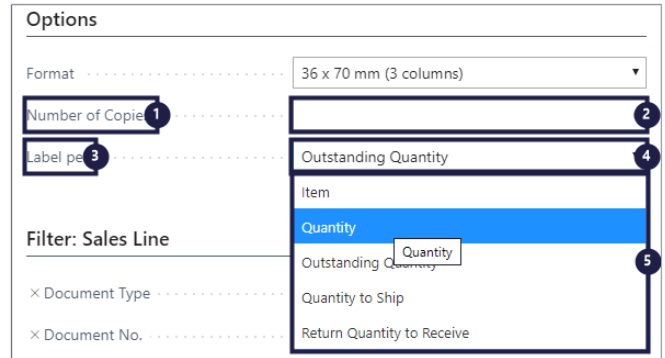 Options
Format 36 x 70 mm (3 columns)
Number of Copie 1 2
Label pe 3 Outstanding Quantity 4
Item
Quantity
Quantity
Outstanding Quantity 5
Filter: Sales Line
× Document Type Quantity to Ship
× Document No. Return Quantity to Receive